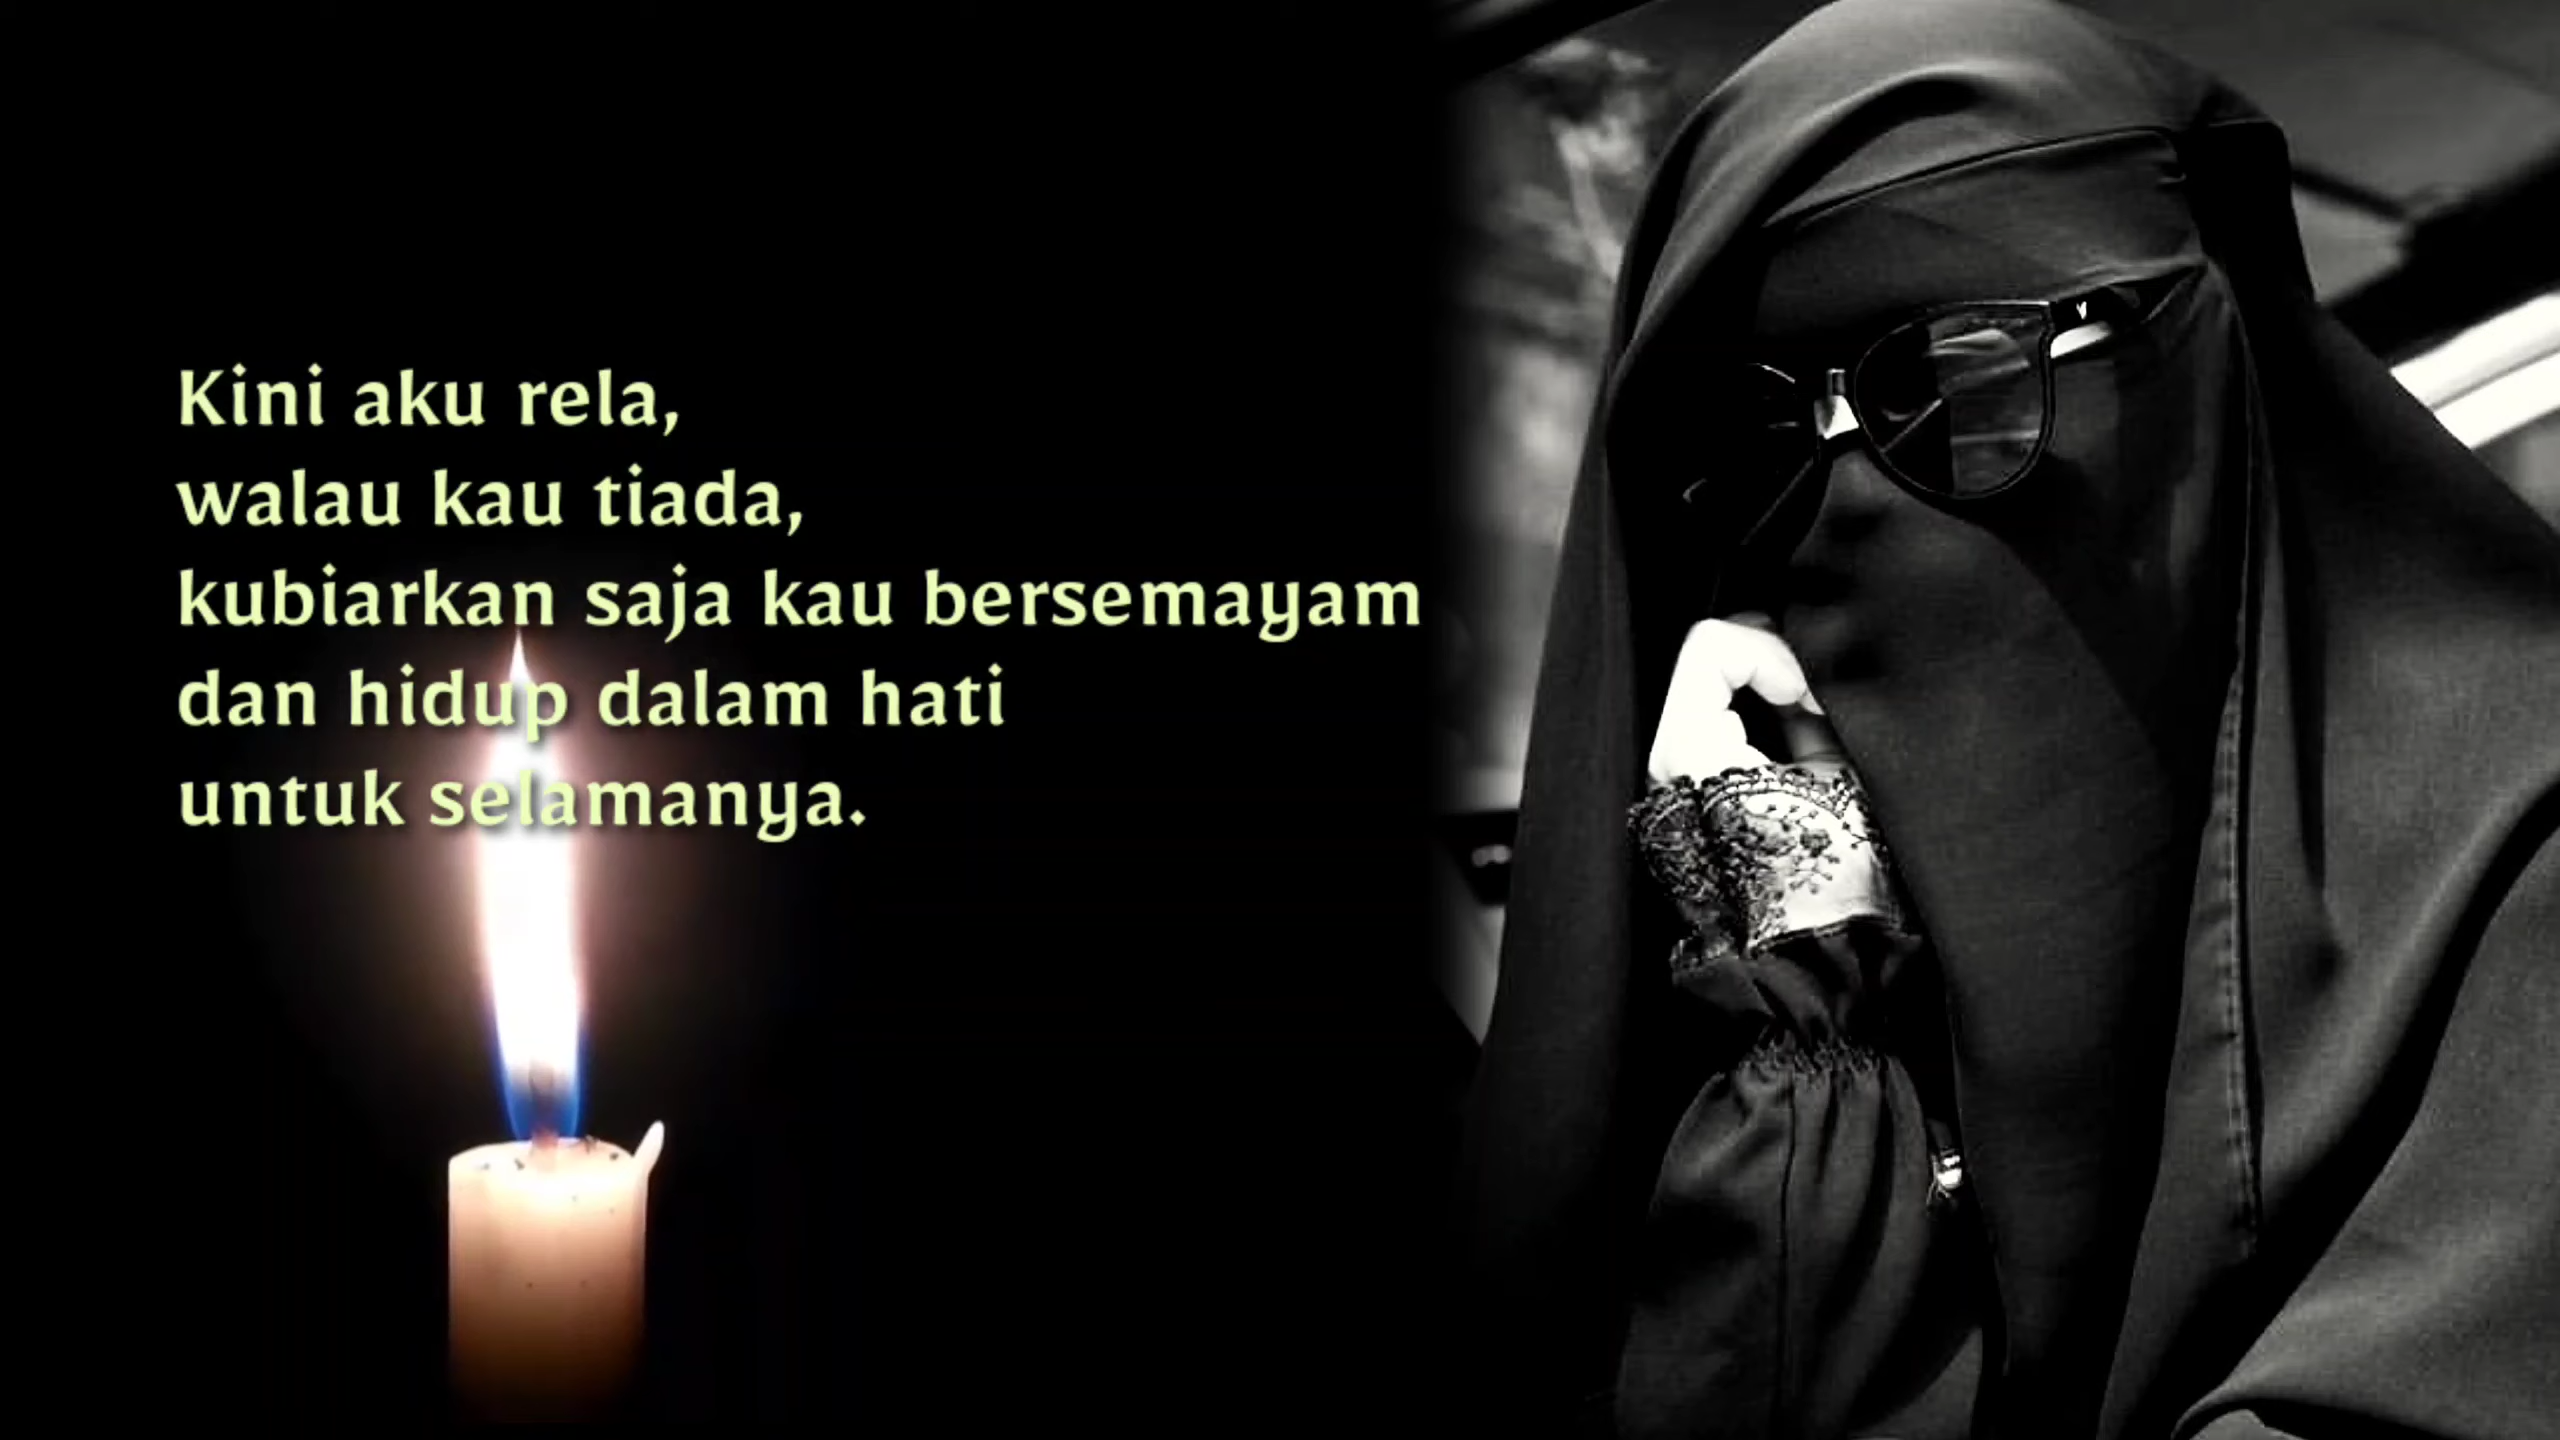 Kini aku rela,
walau kau tiada,
kubiarkan saja kau bersemayam
dan hidup dalam hati
untuk selamanya.